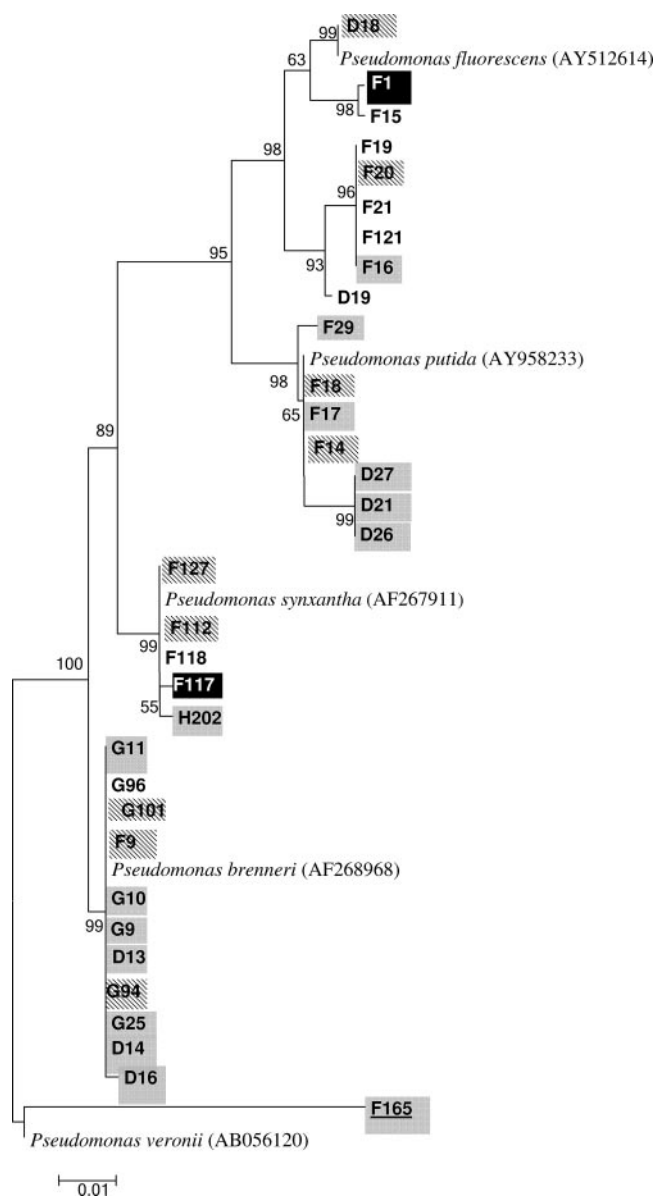 99 D18
Pseudomonas fluorescens (AY512614)
63
F1
98 F15
98
F19
F20
96
F21
F121
F16
95
93
D19
F29
Pseudomonas putida (AY958233)
98
F18
65 F17
89
F14
D27
D21
99
D26
F127
Pseudomonas synxantha (AF267911)
F112
99
F118
100
F117
55
H202
G11
G96
G101
F9
Pseudomonas brenneri (AF268968)
G10
99 G9
D13
G94
G25
D14
D16
F165
Pseudomonas veronii (AB056120)
0.01